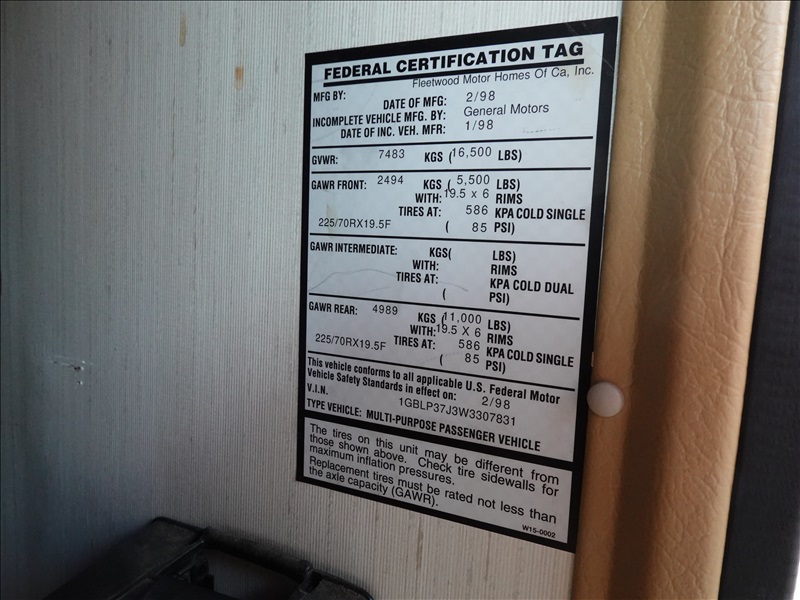 FEDERAL CERTIFICATION TAG
Fleetwood Motor Homes Of Ca, Inc.
MFG BY:
DATE OF MFG: 2/98
INCOMPLETE VEHICLE MFG. BY: General Motors
DATE OF INC. VEH. MFR: 1/98
GVWR: 7483 KGS (16,500 LBS)
GAWR FRONT: 2494 KGS (5,500 LBS)
WITH: 19.5 x 6 RIMS
TIRES AT: 586 KPA COLD SINGLE
225/70RX19.5F ( 85 PSI)
GAWR INTERMEDIATE: KGS( LBS)
WITH: RIMS
TIRES AT: KPA COLD DUAL
( PSI)
GAWR REAR: 4989 KGS (11,000 LBS)
WITH: 19.5 X 6 RIMS
225/70RX19.5F TIRES AT: 586 KPA COLD SINGLE
( 85 PSI)
This vehicle conforms to all applicable U.S. Federal Motor
Vehicle Safety Standards in effect on: 2/98
V.I.N. 1GBLP37J3W3307831
TYPE VEHICLE: MULTI-PURPOSE PASSENGER VEHICLE
The tires on this unit may be different from
those shown above. Check tire sidewalls for
maximum inflation pressures.
Replacement tires must be rated not less than
the axle capacity (GAWR).
W15-0002